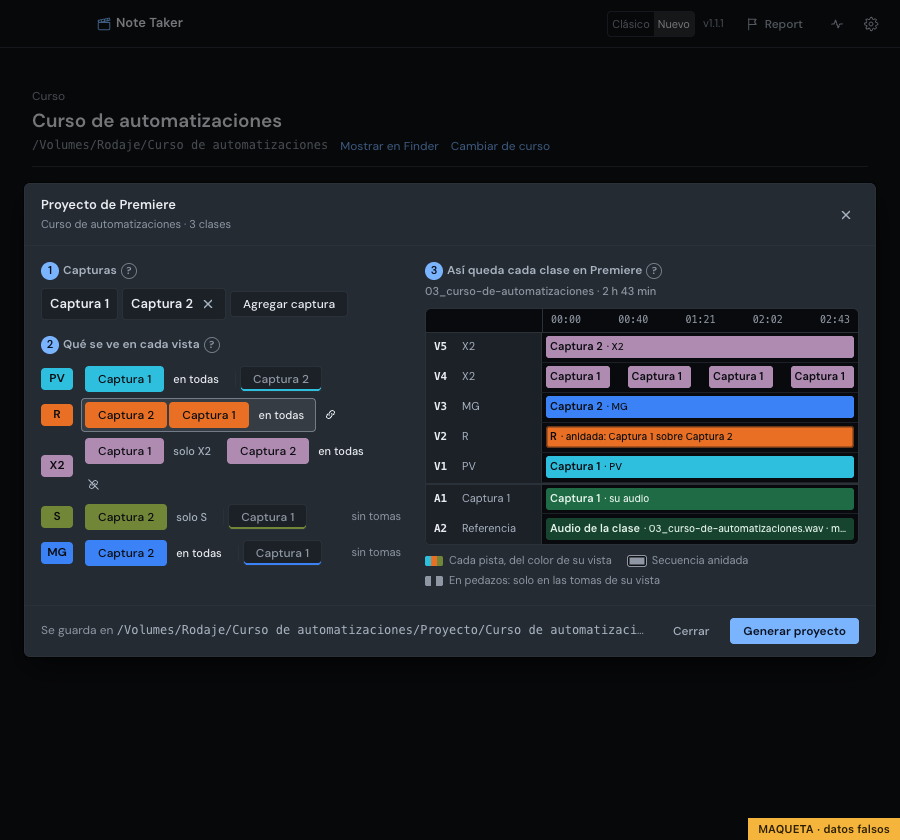 Note Taker
Clásico Nuevo v1.1.1 Report
Curso
Curso de automatizaciones
/Volumes/Rodaje/Curso de automatizaciones Mostrar en Finder Cambiar de curso
Proyecto de Premiere
Curso de automatizaciones · 3 clases
1 Capturas ?
Captura 1 Captura 2 Agregar captura
2 Qué se ve en cada vista ?
PV Captura 1 en todas Captura 2
R Captura 2 Captura 1 en todas
X2 Captura 1 solo X2 Captura 2 en todas
S Captura 2 solo S Captura 1 sin tomas
MG Captura 2 en todas Captura 1 sin tomas
3 Así queda cada clase en Premiere ?
03_curso-de-automatizaciones · 2 h 43 min
00:00 00:40 01:21 02:02 02:43
V5 X2 Captura 2 · X2
V4 X2 Captura 1 Captura 1 Captura 1 Captura 1
V3 MG Captura 2 · MG
V2 R R · anidada: Captura 1 sobre Captura 2
V1 PV Captura 1 · PV
A1 Captura 1 Captura 1 · su audio
A2 Referencia Audio de la clase · 03_curso-de-automatizaciones.wav · m…
Cada pista, del color de su vista Secuencia anidada
En pedazos: solo en las tomas de su vista
Se guarda en /Volumes/Rodaje/Curso de automatizaciones/Proyecto/Curso de automatizaci…
Cerrar Generar proyecto
MAQUETA · datos falsos